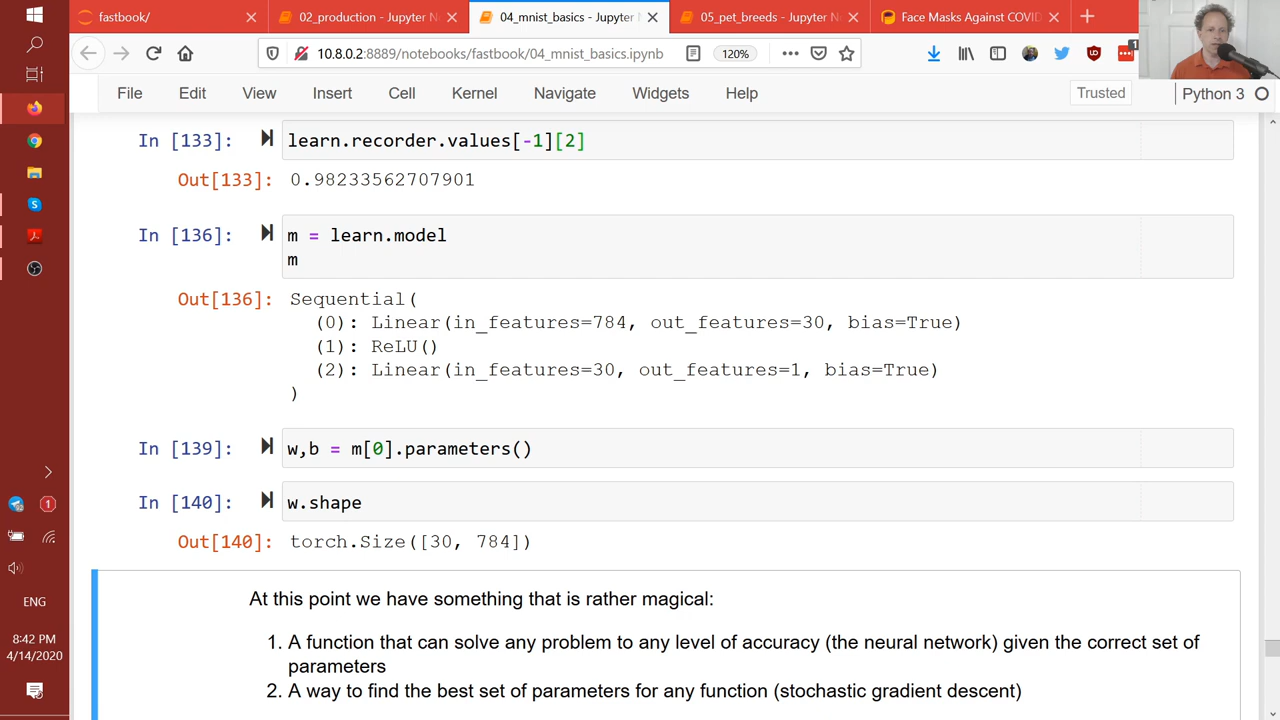 fastbook/
02_production - Jupyter N
04_mnist_basics - Jupyter
05_pet_breeds - Jupyter N
Face Masks Against COVID
10.8.0.2:8889/notebooks/fastbook/04_mnist_basics.ipynb
120%
1
File Edit View Insert Cell Kernel Navigate Widgets Help
Trusted
Python 3
In [133]: learn.recorder.values[-1][2]
Out[133]: 0.98233562707901
In [136]: m = learn.model
m
Out[136]: Sequential(
(0): Linear(in_features=784, out_features=30, bias=True)
(1): ReLU()
(2): Linear(in_features=30, out_features=1, bias=True)
)
In [139]: w,b = m[0].parameters()
In [140]: w.shape
Out[140]: torch.Size([30, 784])
At this point we have something that is rather magical:
1. A function that can solve any problem to any level of accuracy (the neural network) given the correct set of
parameters
2. A way to find the best set of parameters for any function (stochastic gradient descent)
1
ENG
8:42 PM
4/14/2020